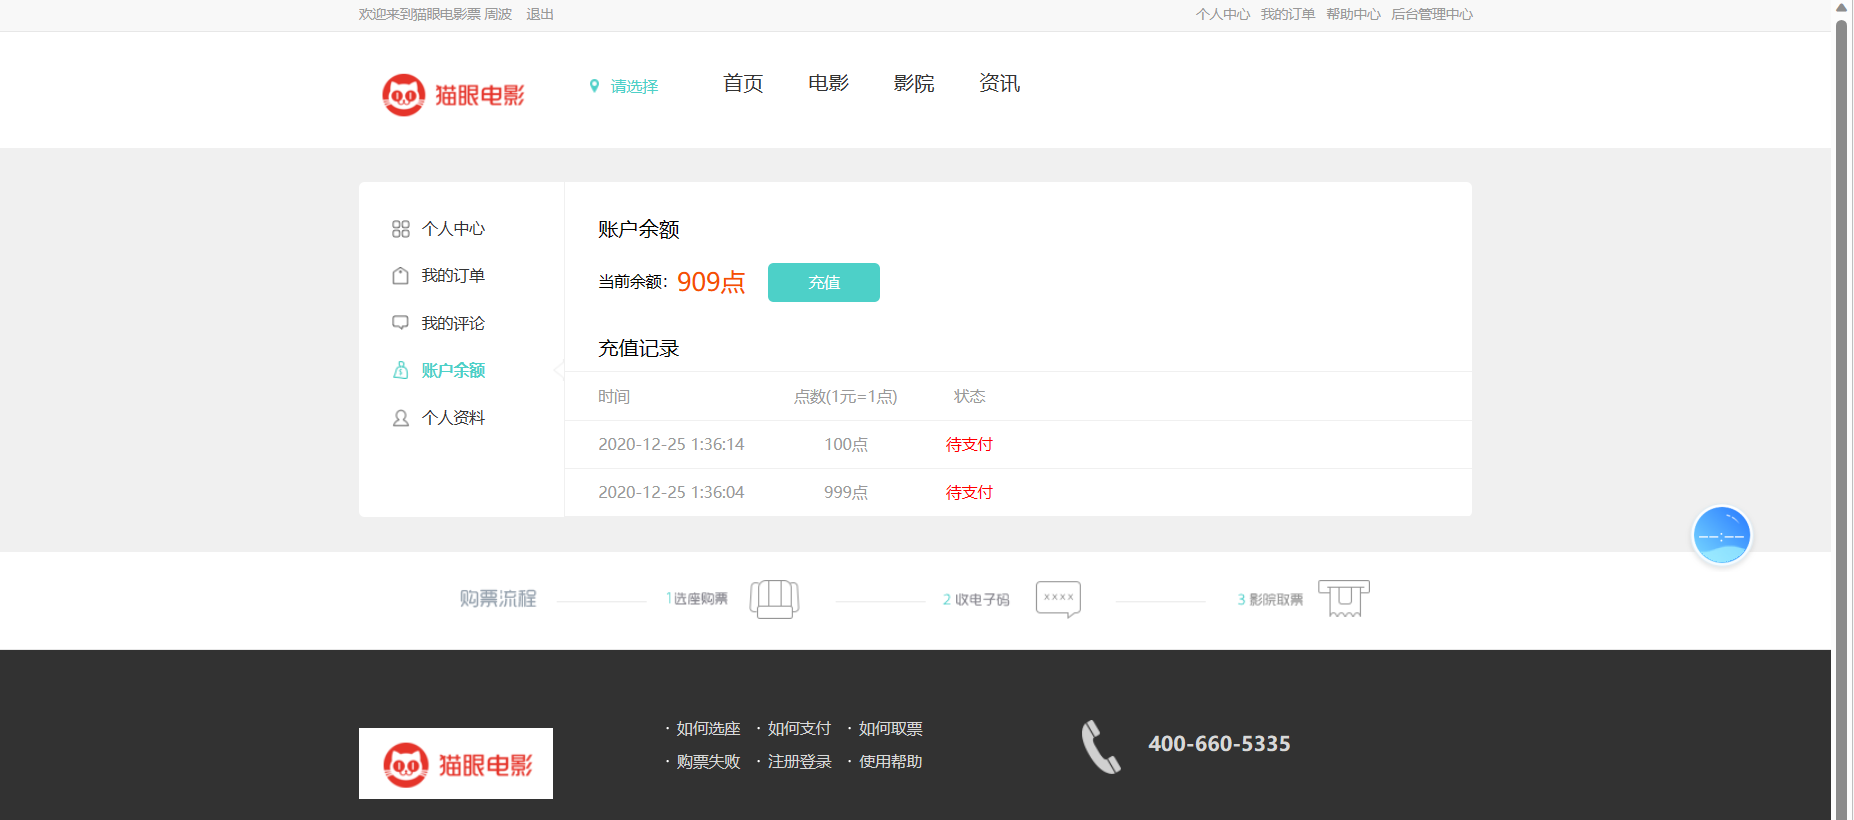 欢迎来到猫眼电影票 周波 退出
个人中心 我的订单 帮助中心 后台管理中心
猫眼电影
请选择
首页 电影 影院 资讯
个人中心
我的订单
我的评论
账户余额
个人资料
账户余额
当前余额： 909点 充值
充值记录
时间 点数(1元=1点) 状态
2020-12-25 1:36:14 100点 待支付
2020-12-25 1:36:04 999点 待支付
购票流程 1选座购票 2 收电子码 xxxx 3 影院取票
猫眼电影
· 如何选座 · 如何支付 · 如何取票
· 购票失败 · 注册登录 · 使用帮助
400-660-5335